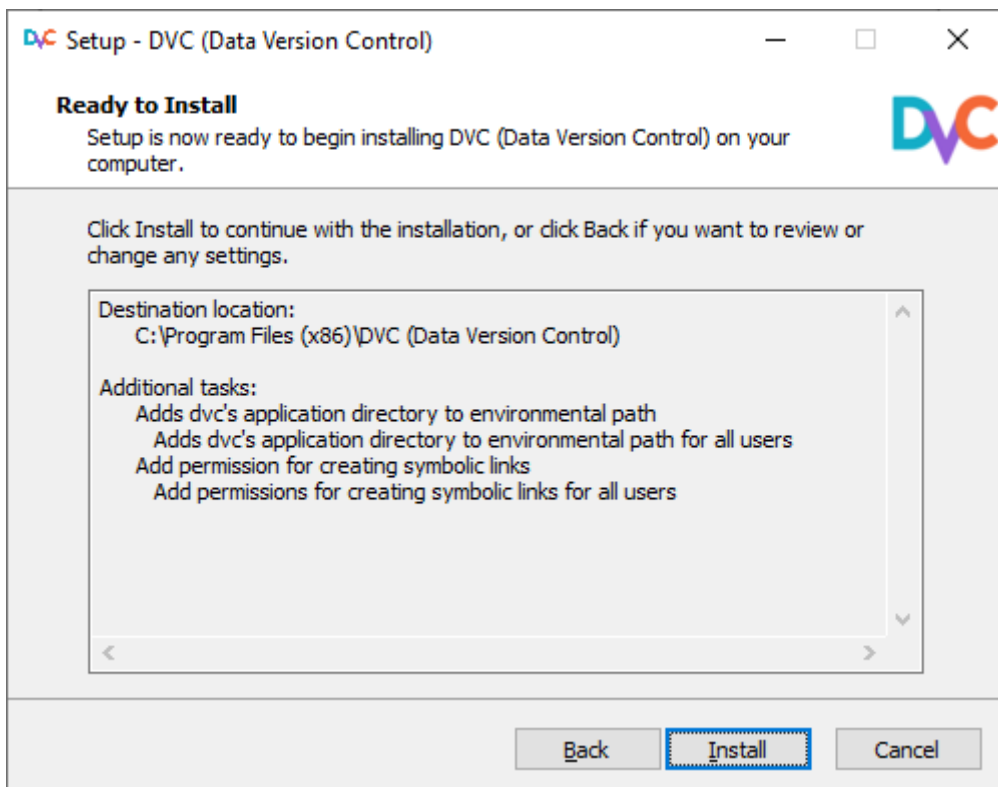 DVC Setup - DVC (Data Version Control)
Ready to Install
Setup is now ready to begin installing DVC (Data Version Control) on your
computer.
DVC
Click Install to continue with the installation, or click Back if you want to review or
change any settings.
Destination location:
C:\Program Files (x86)\DVC (Data Version Control)
Additional tasks:
Adds dvc's application directory to environmental path
Adds dvc's application directory to environmental path for all users
Add permission for creating symbolic links
Add permissions for creating symbolic links for all users
Back Install Cancel